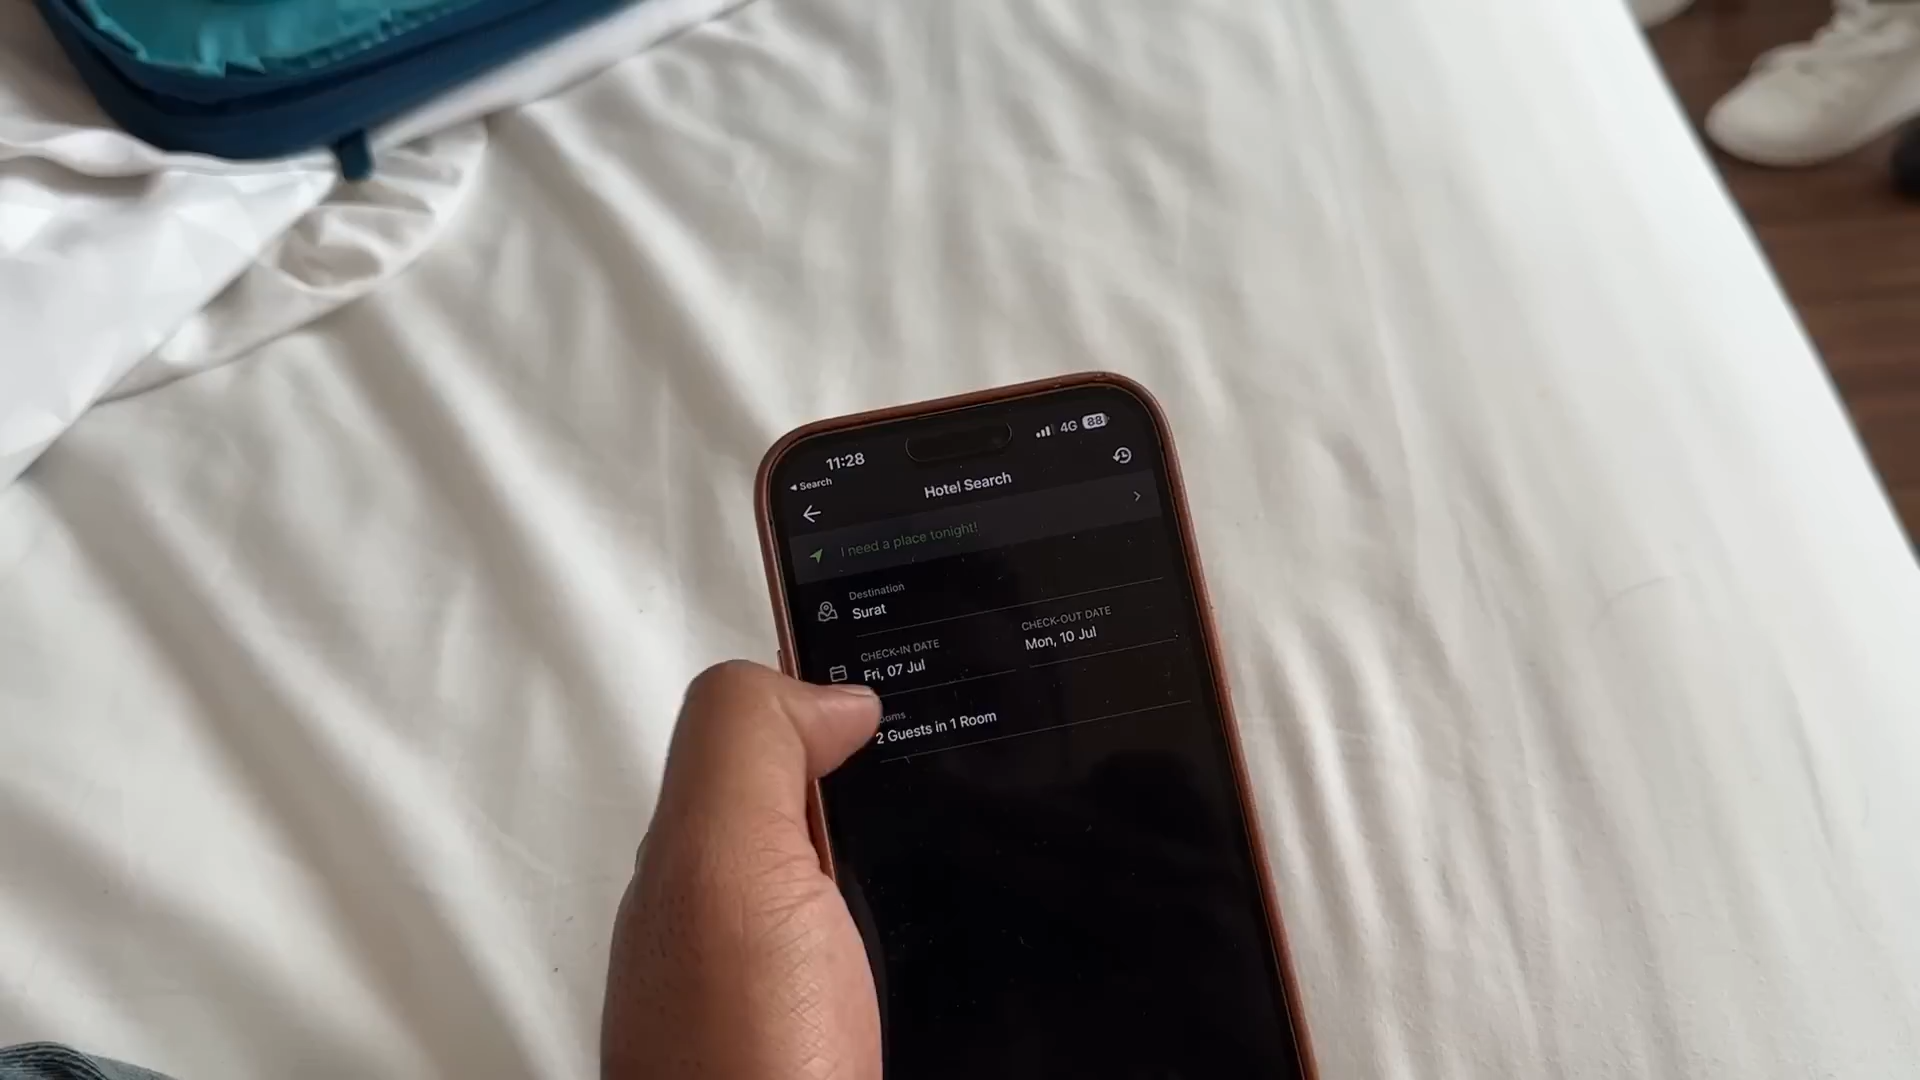 11:28
4G 88
Search
Hotel Search
I need a place tonight!
Destination
Surat
CHECK-IN DATE
Fri, 07 Jul
CHECK-OUT DATE
Mon, 10 Jul
2 Guests in 1 Room